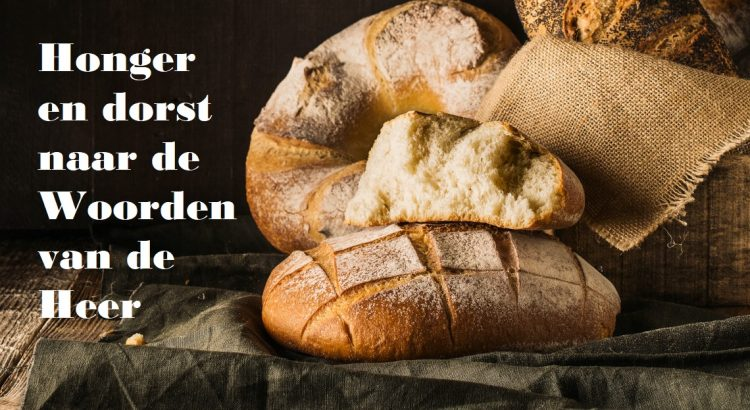 Honger
en dorst
naar de
Woorden
van de
Heer